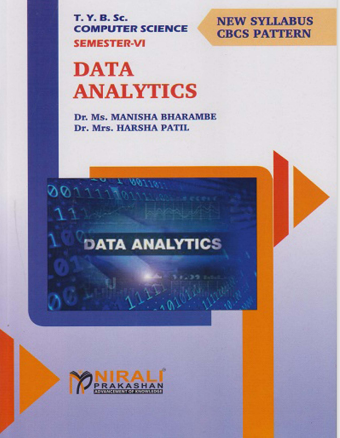 T. Y. B. Sc.
COMPUTER SCIENCE
SEMESTER-VI
NEW SYLLABUS
CBCS PATTERN
DATA
ANALYTICS
Dr. Ms. MANISHA BHARAMBE
Dr. Mrs. HARSHA PATIL
DATA ANALYTICS
NIRALI
PRAKASHAN
ADVANCEMENT OF KNOWLEDGE